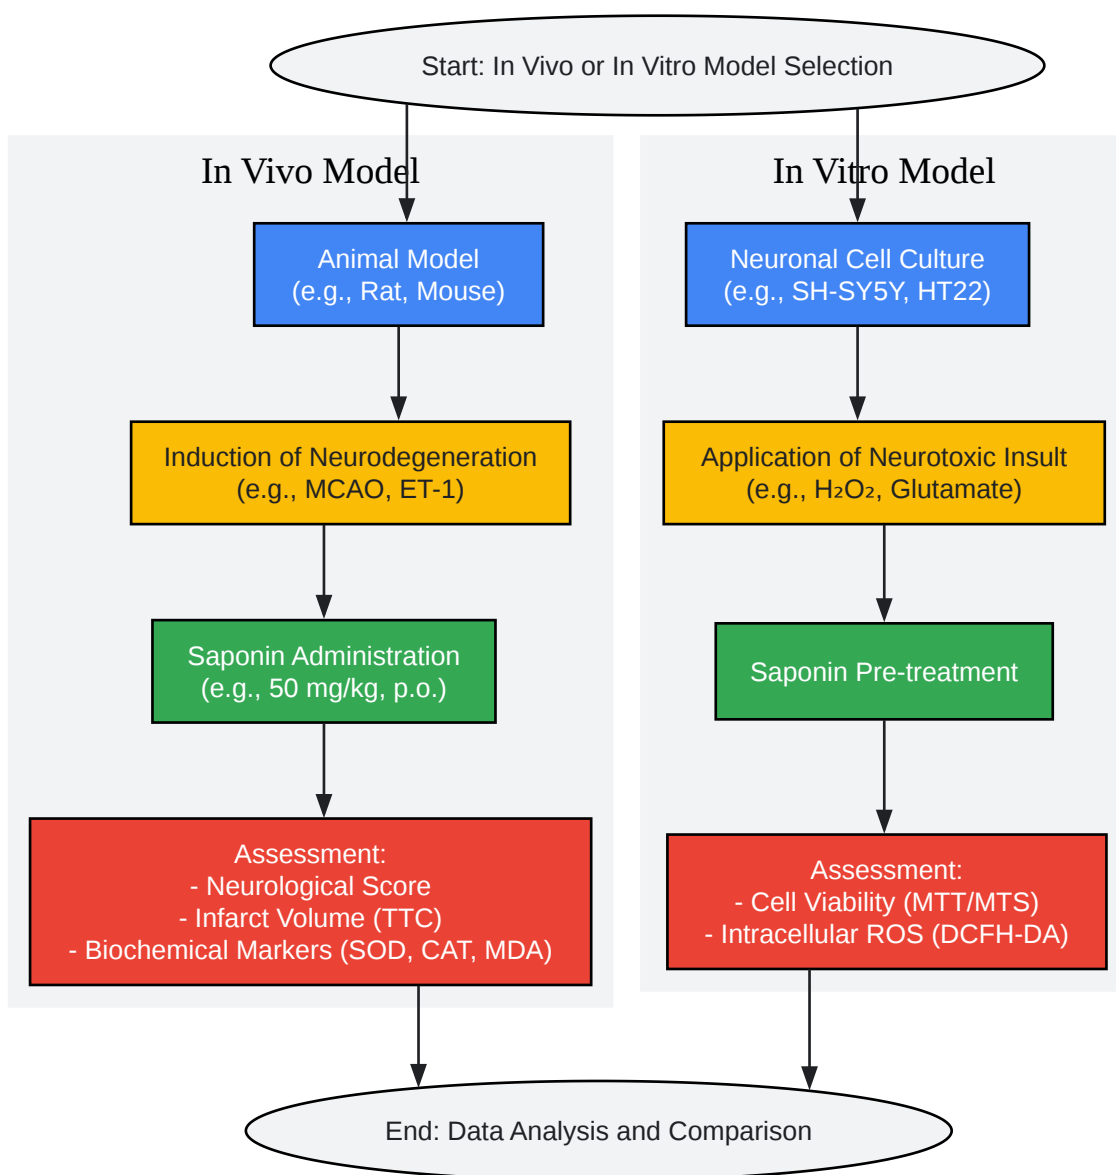 Start: In Vivo or In Vitro Model Selection
In Vivo Model
Animal Model
(e.g., Rat, Mouse)
Induction of Neurodegeneration
(e.g., MCAO, ET-1)
Saponin Administration
(e.g., 50 mg/kg, p.o.)
Assessment:
- Neurological Score
- Infarct Volume (TTC)
- Biochemical Markers (SOD, CAT, MDA)
In Vitro Model
Neuronal Cell Culture
(e.g., SH-SY5Y, HT22)
Application of Neurotoxic Insult
(e.g., H₂O₂, Glutamate)
Saponin Pre-treatment
Assessment:
- Cell Viability (MTT/MTS)
- Intracellular ROS (DCFH-DA)
End: Data Analysis and Comparison